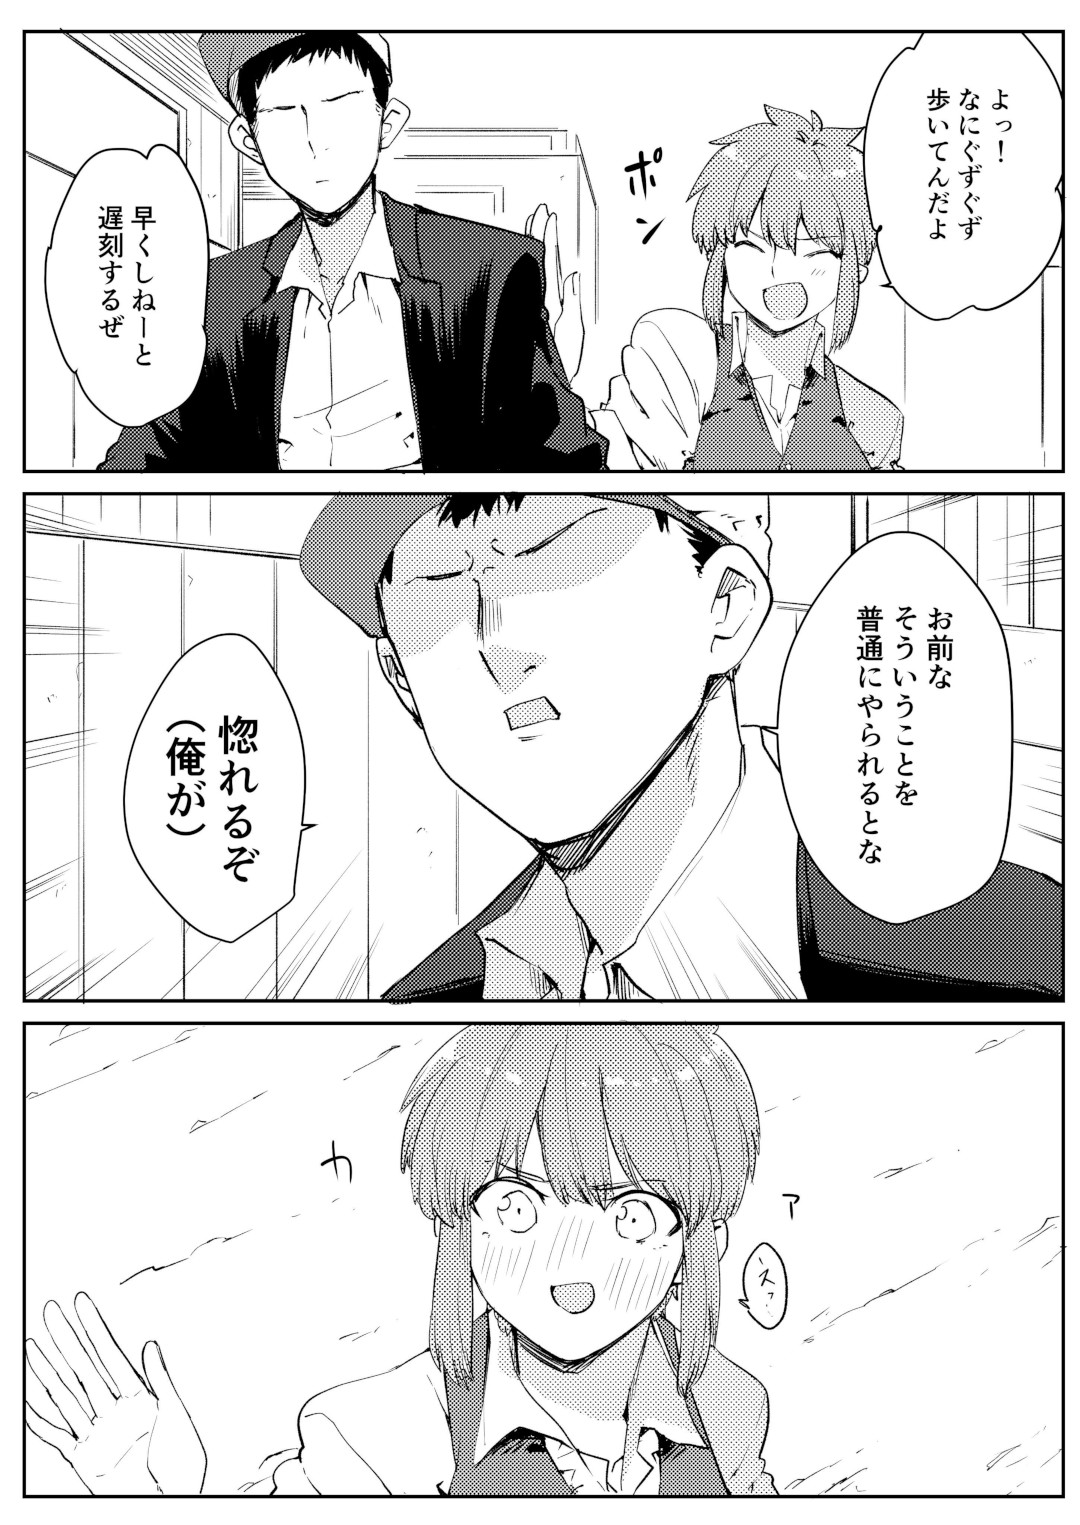 よっ！
なにぐずぐず
歩いてんだよ
ポン
早くしねーと
遅刻するぜ
お前な
そういうことを
普通にやられるとな
惚れるぞ
（俺が）
カァ
スッ